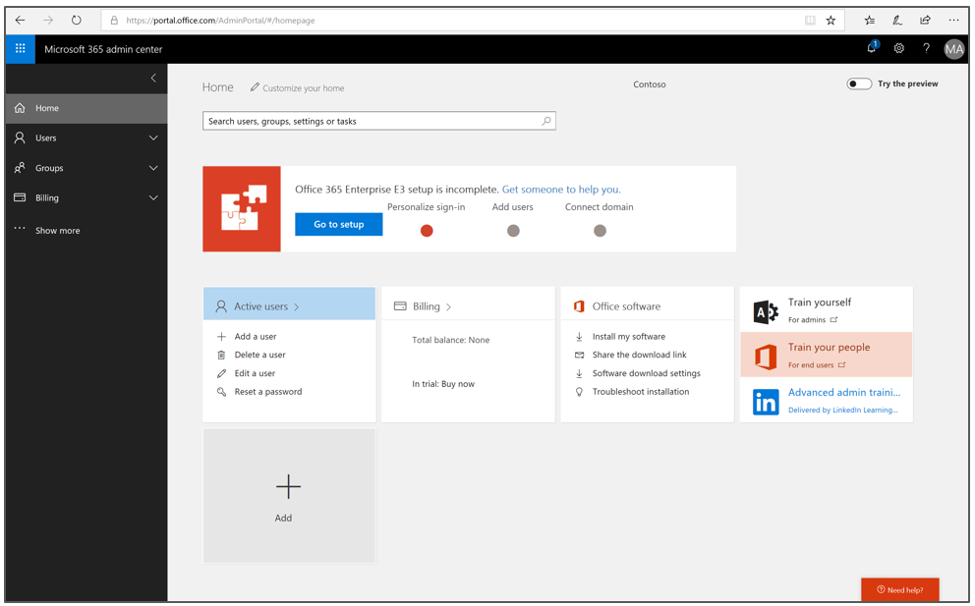 https://portal.office.com/AdminPortal/#/homepage
Microsoft 365 admin center
1
?
MA
Home
Users
Groups
Billing
Show more
Home
Customize your home
Contoso
Try the preview
Search users, groups, settings or tasks
Office 365 Enterprise E3 setup is incomplete. Get someone to help you.
Go to setup
Personalize sign-in
Add users
Connect domain
Active users >
Add a user
Delete a user
Edit a user
Reset a password
Billing >
Total balance: None
In trial: Buy now
Office software
Install my software
Share the download link
Software download settings
Troubleshoot installation
A
Train yourself
For admins
Train your people
For end users
in
Advanced admin traini...
Delivered by LinkedIn Learning...
Add
Need help?